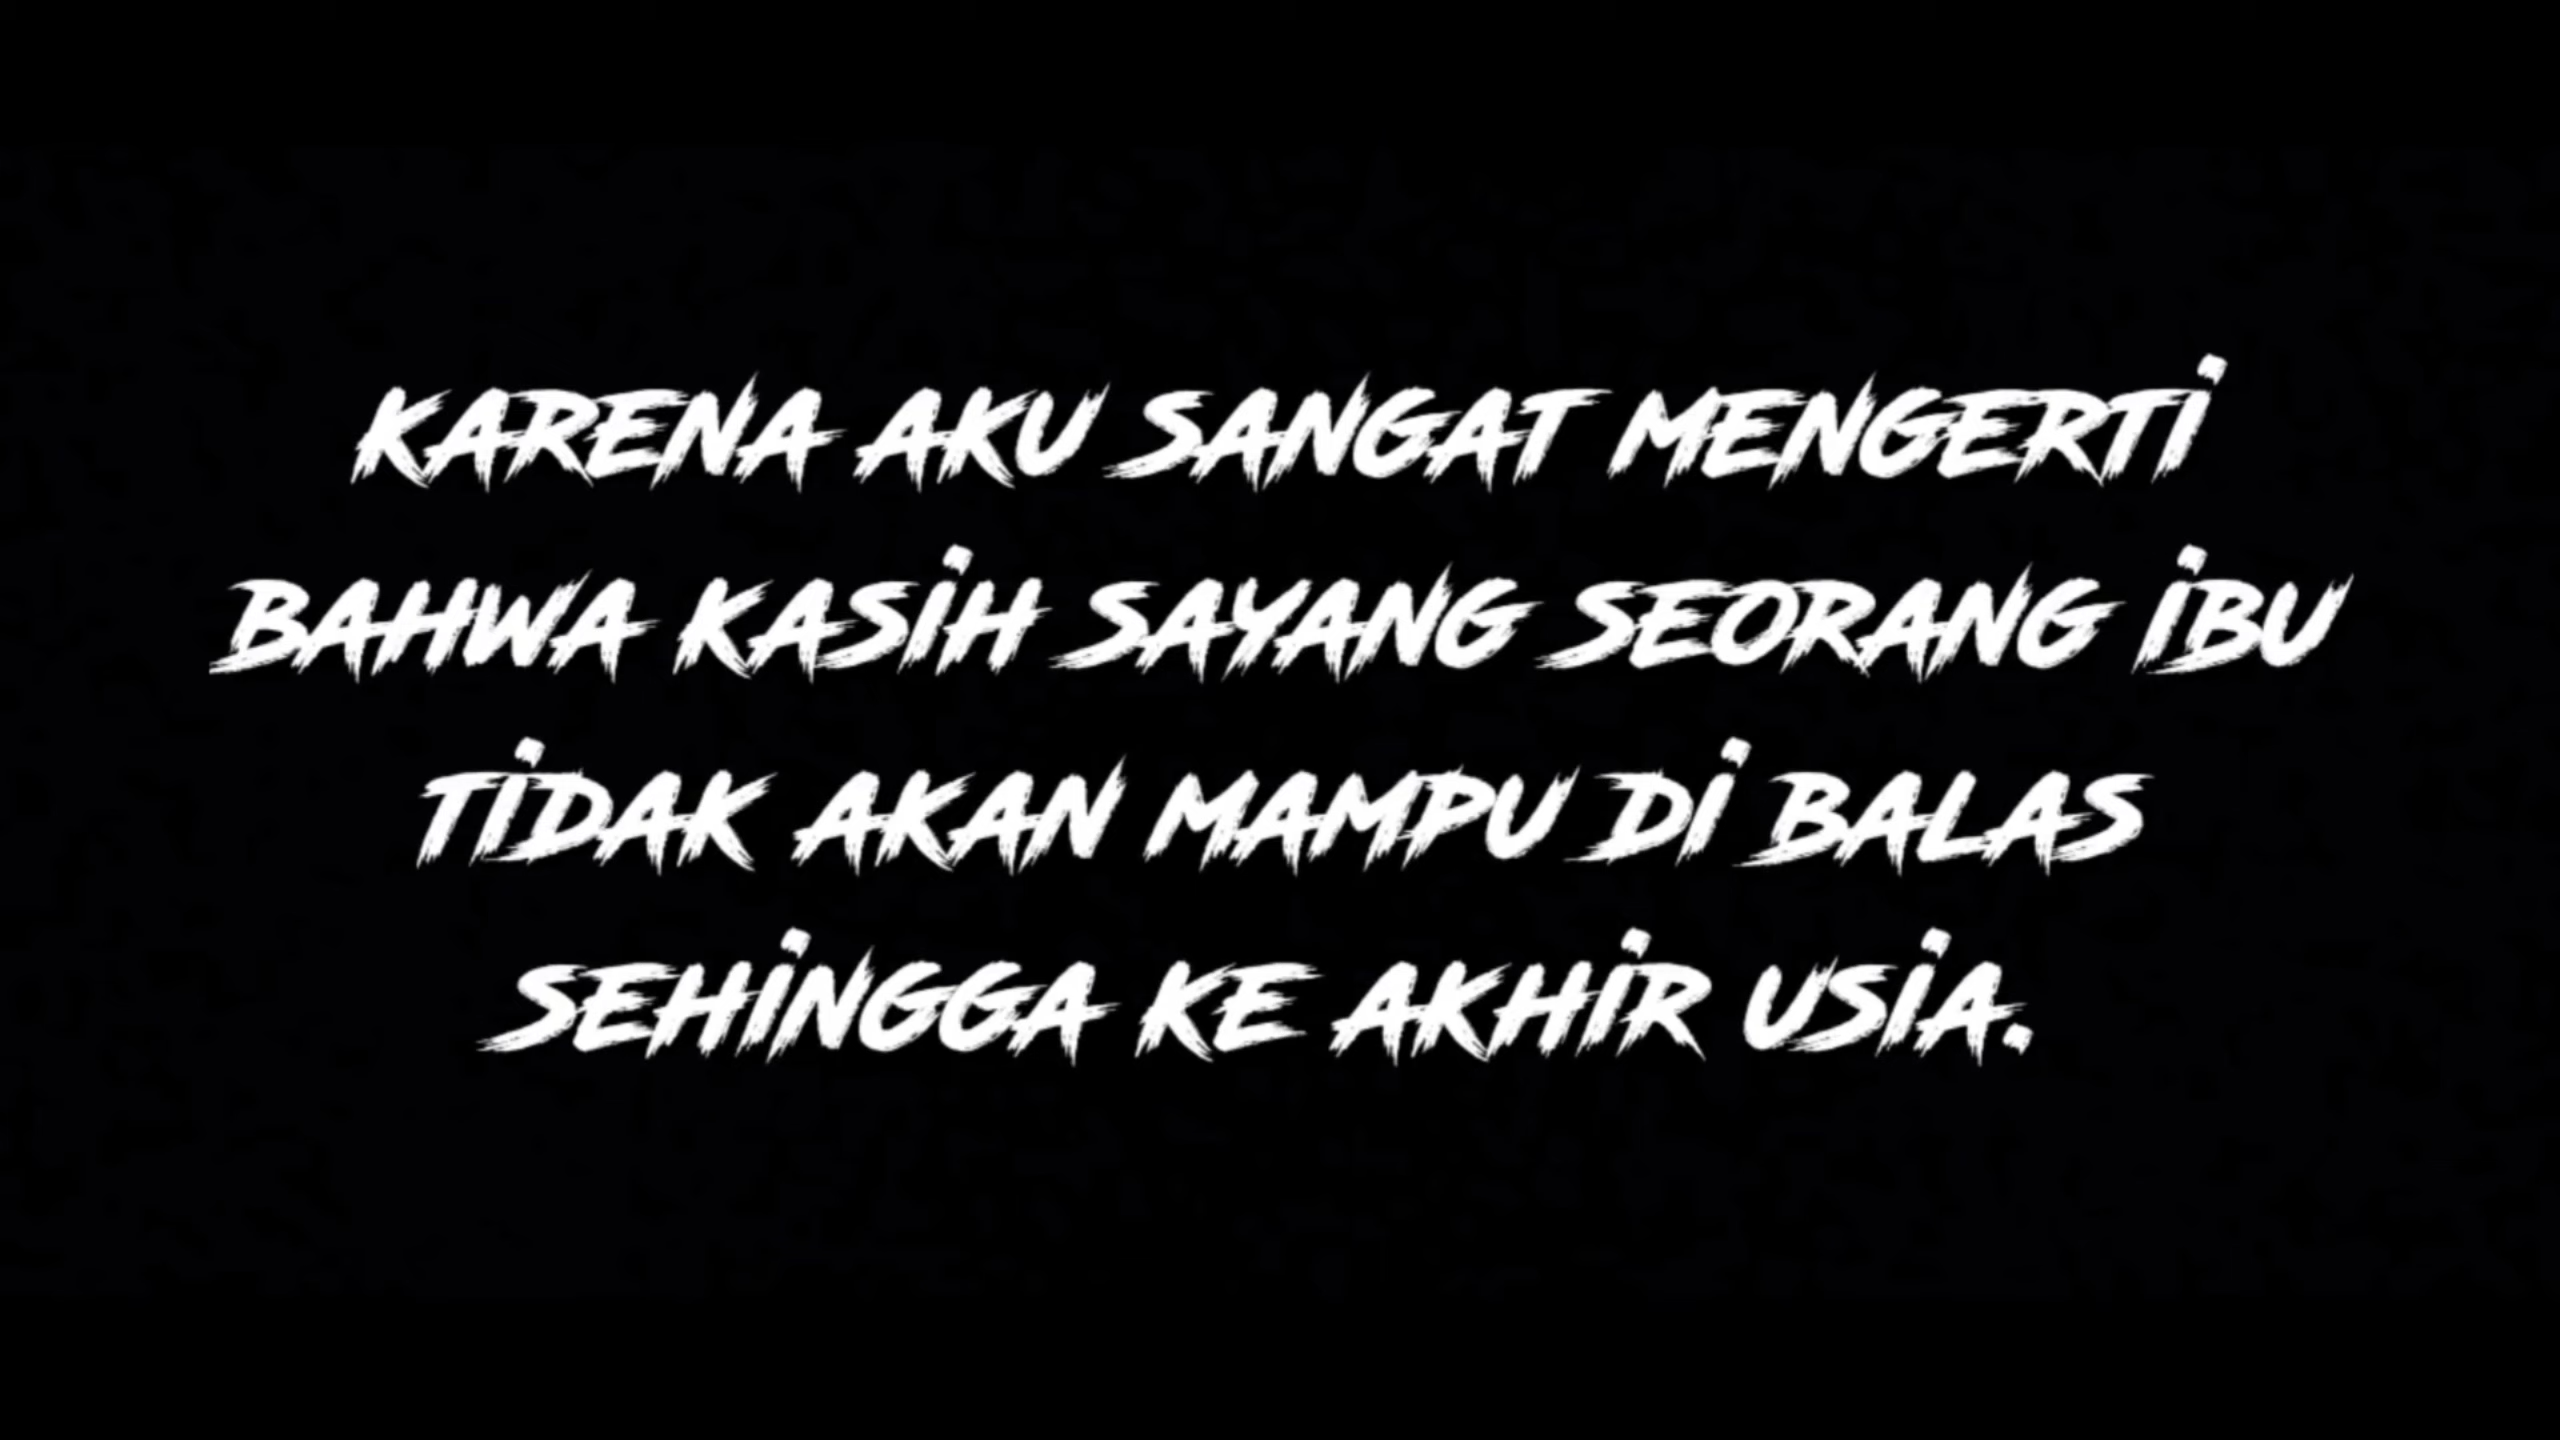 KARENA AKU SANGAT MENGERTI
BAHWA KASIH SAYANG SEORANG IBU
TIDAK AKAN MAMPU DI BALAS
SEHINGGA KE AKHIR USIA.